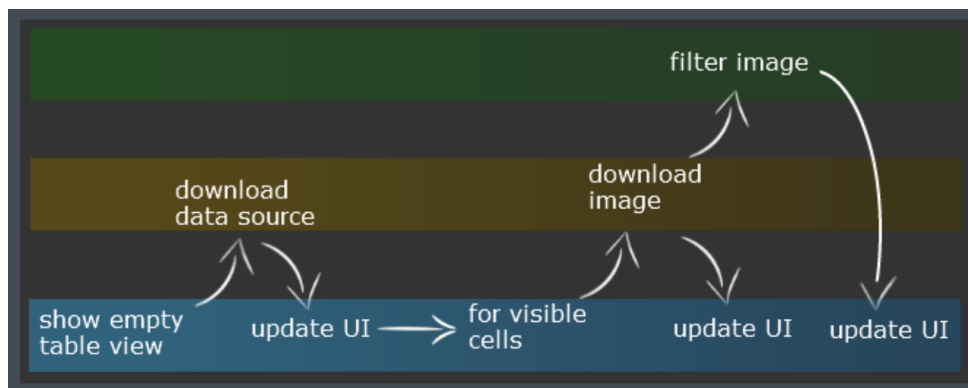 filter image
download
data source
download
image
show empty
table view
update UI
for visible
cells
update UI
update UI